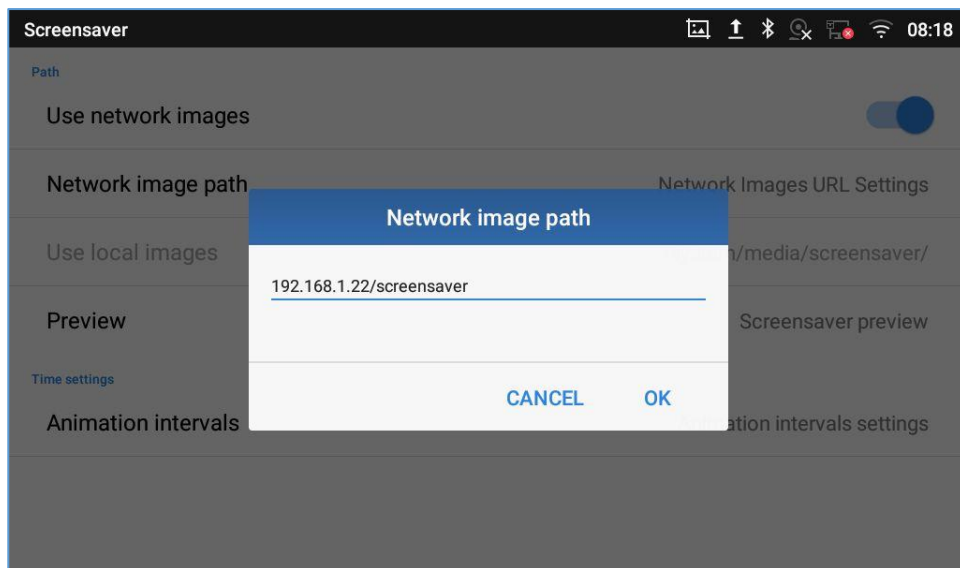 Screensaver 08:18
Path
Use network images
Network image path Network Images URL Settings
Network image path
Use local images /media/screensaver/
192.168.1.22/screensaver
Preview Screensaver preview
Time settings
CANCEL OK
Animation intervals intervals settings